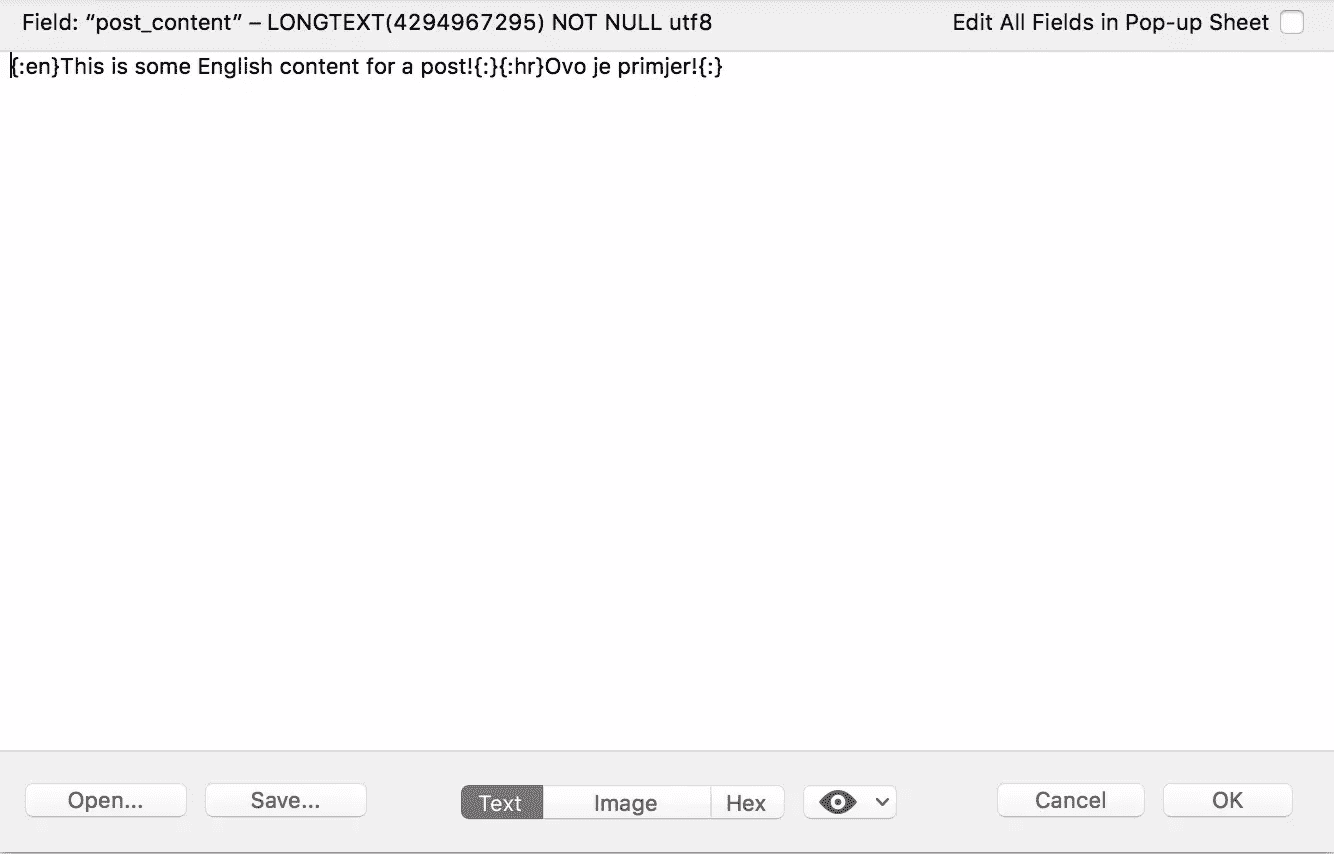 Field: “post_content” – LONGTEXT(4294967295) NOT NULL utf8 Edit All Fields in Pop-up Sheet
{:en}This is some English content for a post!{:}{:hr}Ovo je primjer!{:}
Open... Save... Text Image Hex Cancel OK